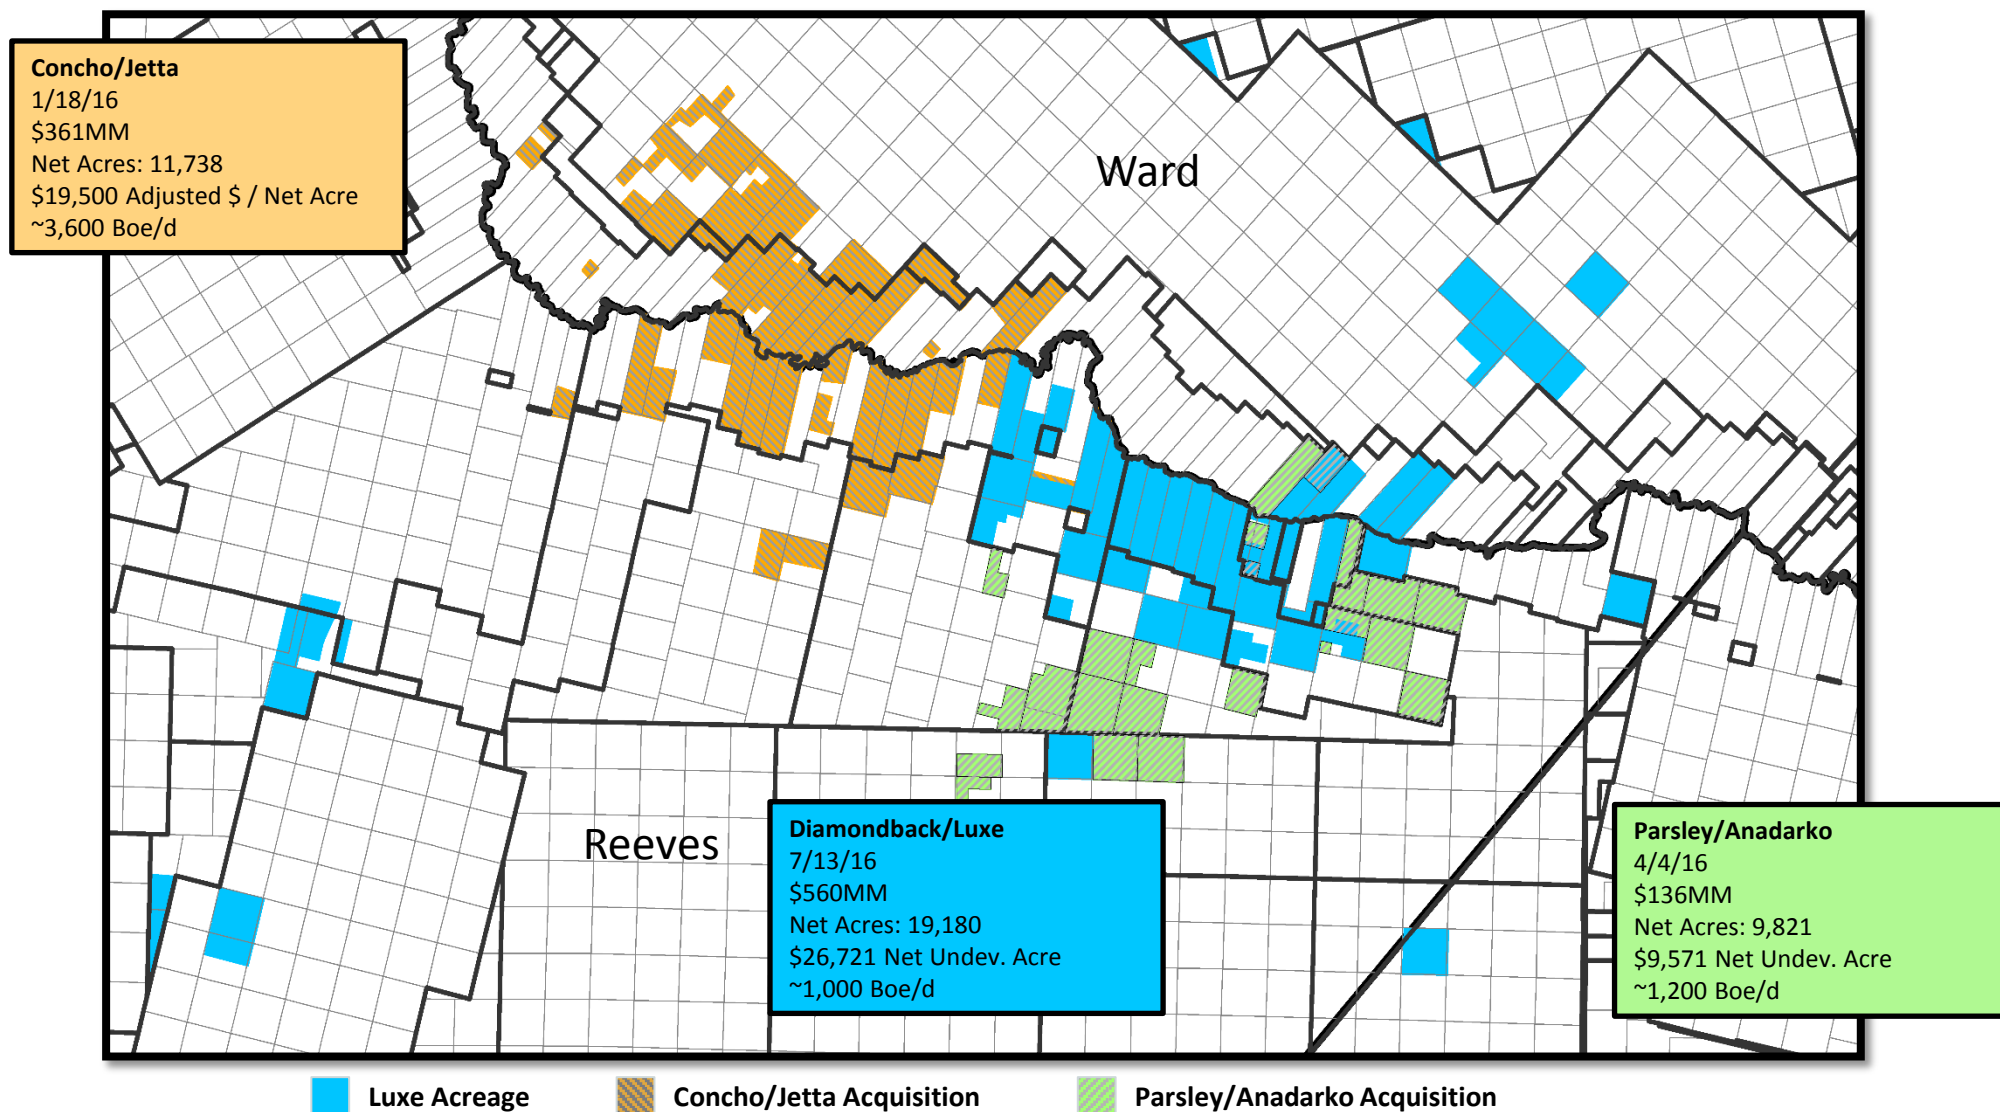 Concho/Jetta
1/18/16
$361MM
Net Acres: 11,738
$19,500 Adjusted $ / Net Acre
~3,600 Boe/d
Ward
Reeves
Diamondback/Luxe
7/13/16
$560MM
Net Acres: 19,180
$26,721 Net Undev. Acre
~1,000 Boe/d
Parsley/Anadarko
4/4/16
$136MM
Net Acres: 9,821
$9,571 Net Undev. Acre
~1,200 Boe/d
Luxe Acreage
Concho/Jetta Acquisition
Parsley/Anadarko Acquisition